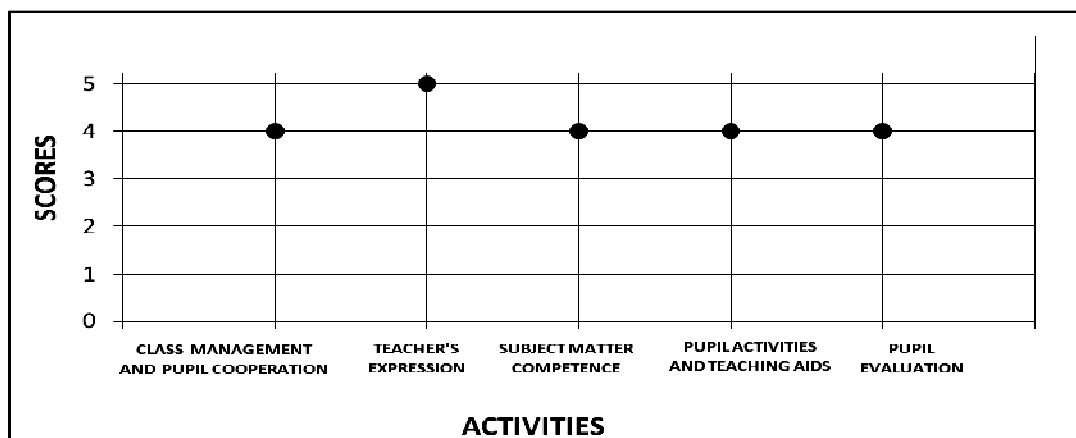 SCORES
5
4
3
2
1
0
CLASS MANAGEMENT
AND PUPIL COOPERATION
TEACHER'S
EXPRESSION
SUBJECT MATTER
COMPETENCE
PUPIL ACTIVITIES
AND TEACHING AIDS
PUPIL
EVALUATION
ACTIVITIES